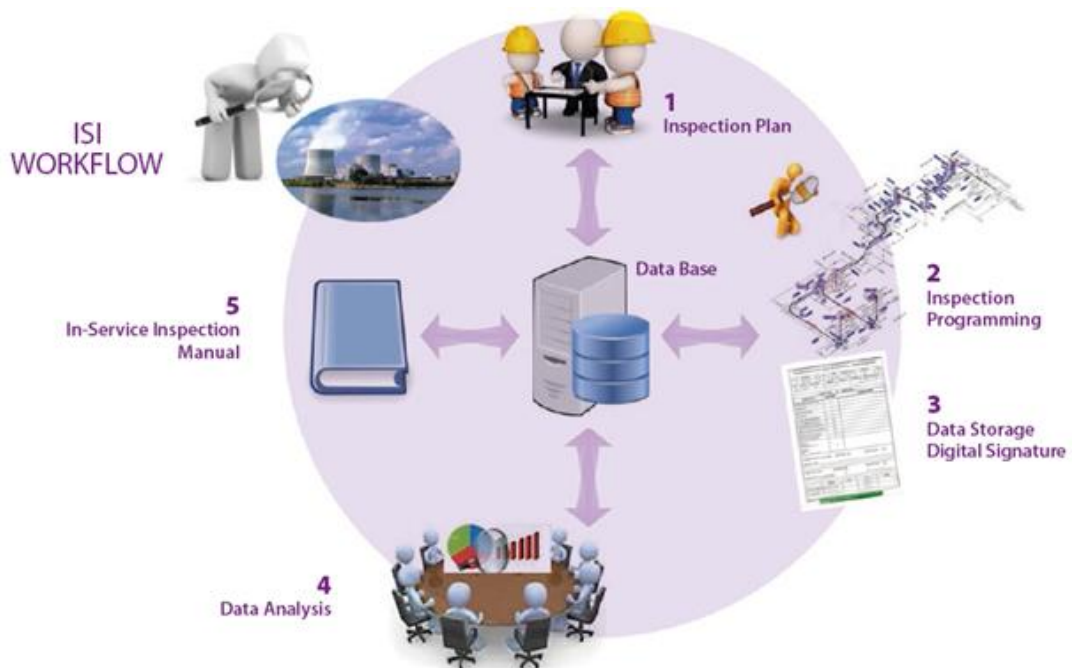 ISI
WORKFLOW
1
Inspection Plan
Data Base
2
Inspection
Programming
3
Data Storage
Digital Signature
4
Data Analysis
5
In-Service Inspection
Manual